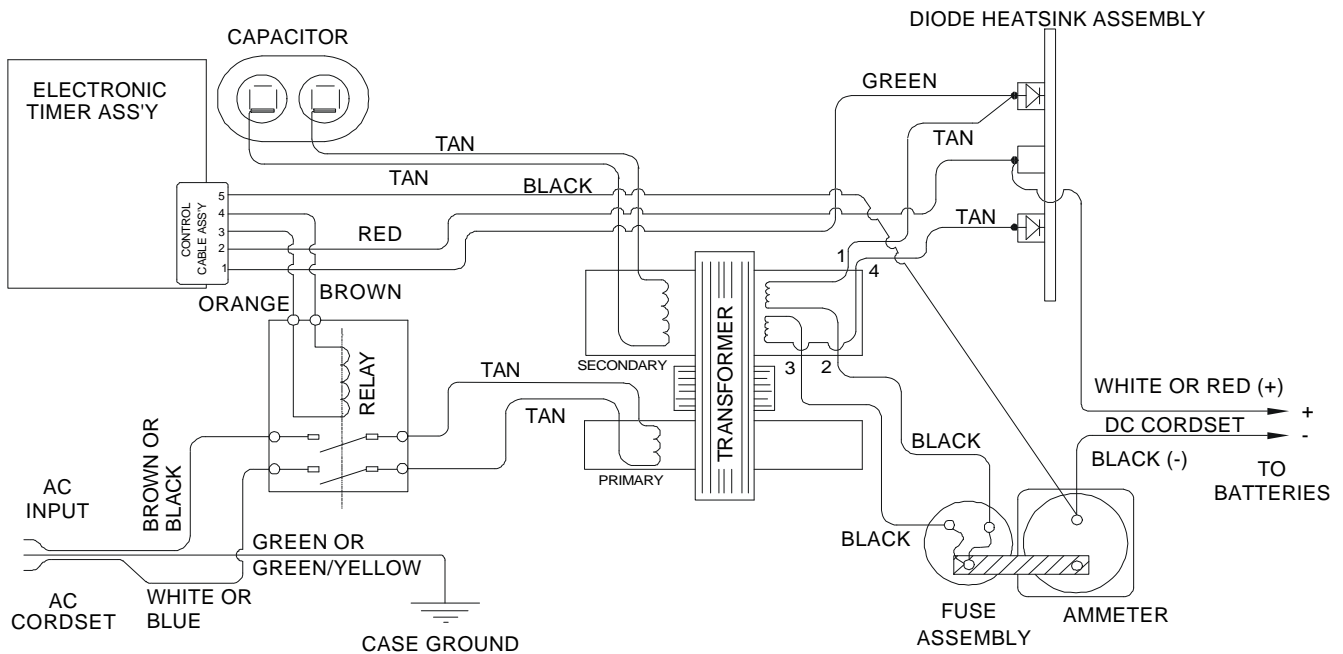 DIODE HEATSINK ASSEMBLY
CAPACITOR
ELECTRONIC
TIMER ASS'Y
GREEN
TAN
TAN
TAN
BLACK
CONTROL
CABLE ASS'Y
5
4
3
2
1
RED
TAN
1
4
ORANGE
BROWN
SECONDARY
TRANSFORMER
3
2
RELAY
TAN
TAN
WHITE OR RED (+)
+
DC CORDSET
-
BLACK (-)
TO
BATTERIES
BLACK
PRIMARY
BROWN OR
BLACK
AC
INPUT
GREEN OR
GREEN/YELLOW
BLACK
AC
CORDSET
WHITE OR
BLUE
CASE GROUND
FUSE
ASSEMBLY
AMMETER